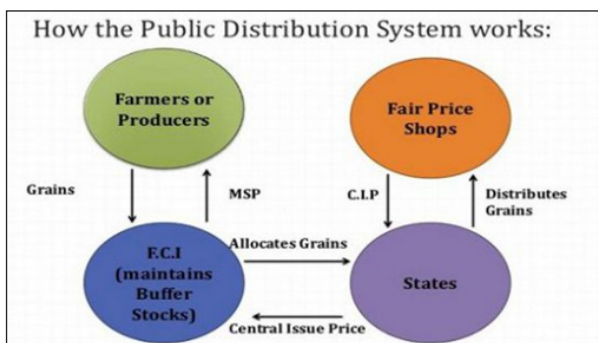 How the Public Distribution System works:
Farmers or
Producers
Fair Price
Shops
Grains
MSP
C.I.P
Distributes
Grains
F.C.I
(maintains
Buffer
Stocks)
Allocates Grains
States
Central Issue Price